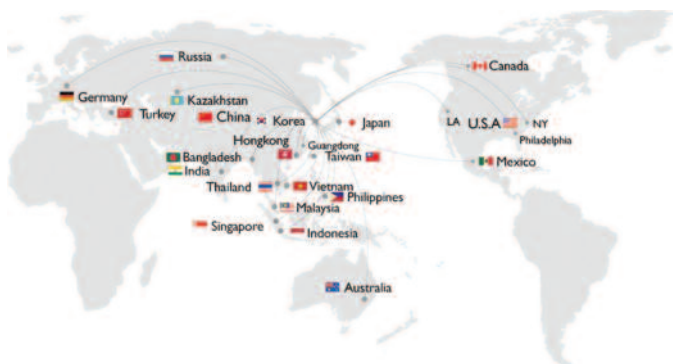 Russia
Canada
Germany
Kazakhstan
Turkey
China
Korea
Japan
LA
U.S.A
NY
Philadelphia
Hongkong
Guangdong
Taiwan
Bangladesh
India
Mexico
Thailand
Vietnam
Philippines
Malaysia
Singapore
Indonesia
Australia